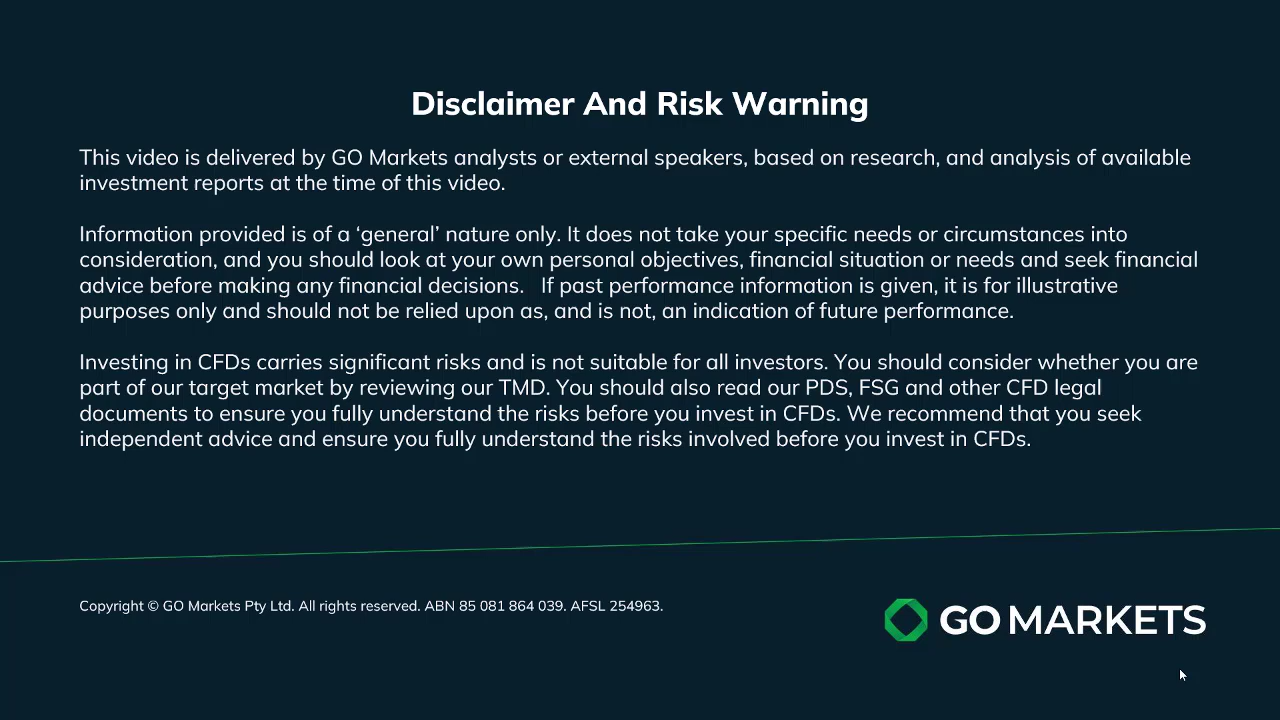 Disclaimer And Risk Warning
This video is delivered by GO Markets analysts or external speakers, based on research, and analysis of available
investment reports at the time of this video.
Information provided is of a ‘general’ nature only. It does not take your specific needs or circumstances into
consideration, and you should look at your own personal objectives, financial situation or needs and seek financial
advice before making any financial decisions.   If past performance information is given, it is for illustrative
purposes only and should not be relied upon as, and is not, an indication of future performance.
Investing in CFDs carries significant risks and is not suitable for all investors. You should consider whether you are
part of our target market by reviewing our TMD. You should also read our PDS, FSG and other CFD legal
documents to ensure you fully understand the risks before you invest in CFDs. We recommend that you seek
independent advice and ensure you fully understand the risks involved before you invest in CFDs.
Copyright © GO Markets Pty Ltd. All rights reserved. ABN 85 081 864 039. AFSL 254963.
GO MARKETS